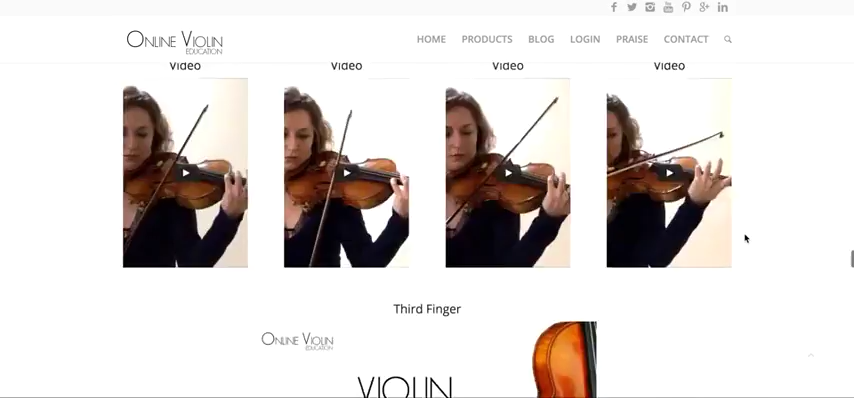 ONLINE VIOLIN
EDUCATION
HOME PRODUCTS BLOG LOGIN PRAISE CONTACT
Video Video Video Video
Third Finger
ONLINE VIOLIN
EDUCATION
VIOLIN